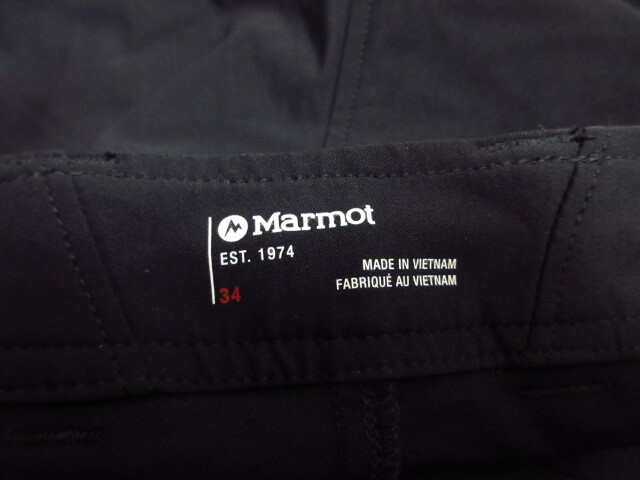 Marmot
EST. 1974
34
MADE IN VIETNAM
FABRIQUÉ AU VIETNAM